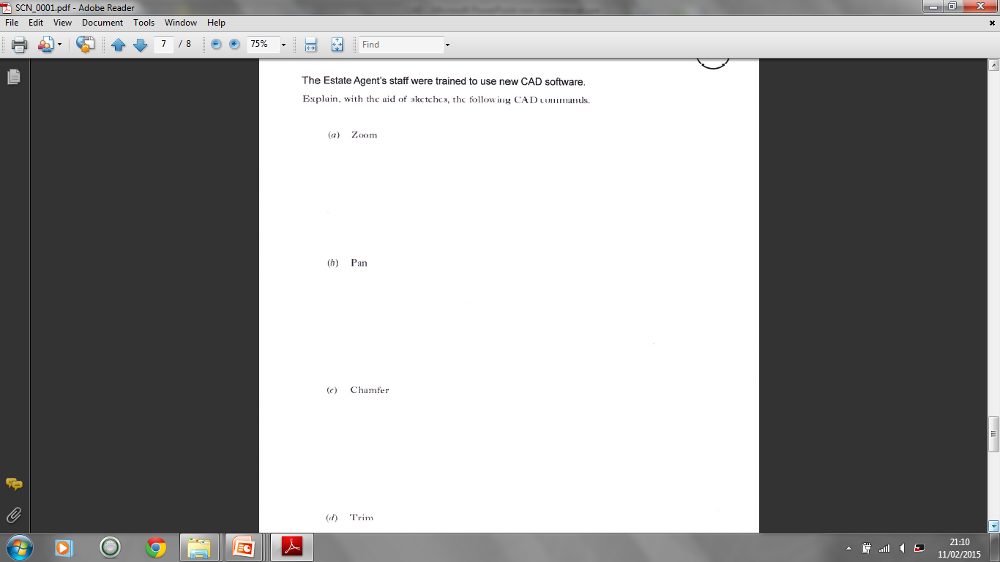 SCN_0001.pdf - Adobe Reader
File Edit View Document Tools Window Help
7 / 8 75% Find
The Estate Agent's staff were trained to use new CAD software.
Explain, with the aid of sketches, the following CAD commands.
(a) Zoom
(b) Pan
(c) Chamfer
(d) Trim
21:10
11/02/2015